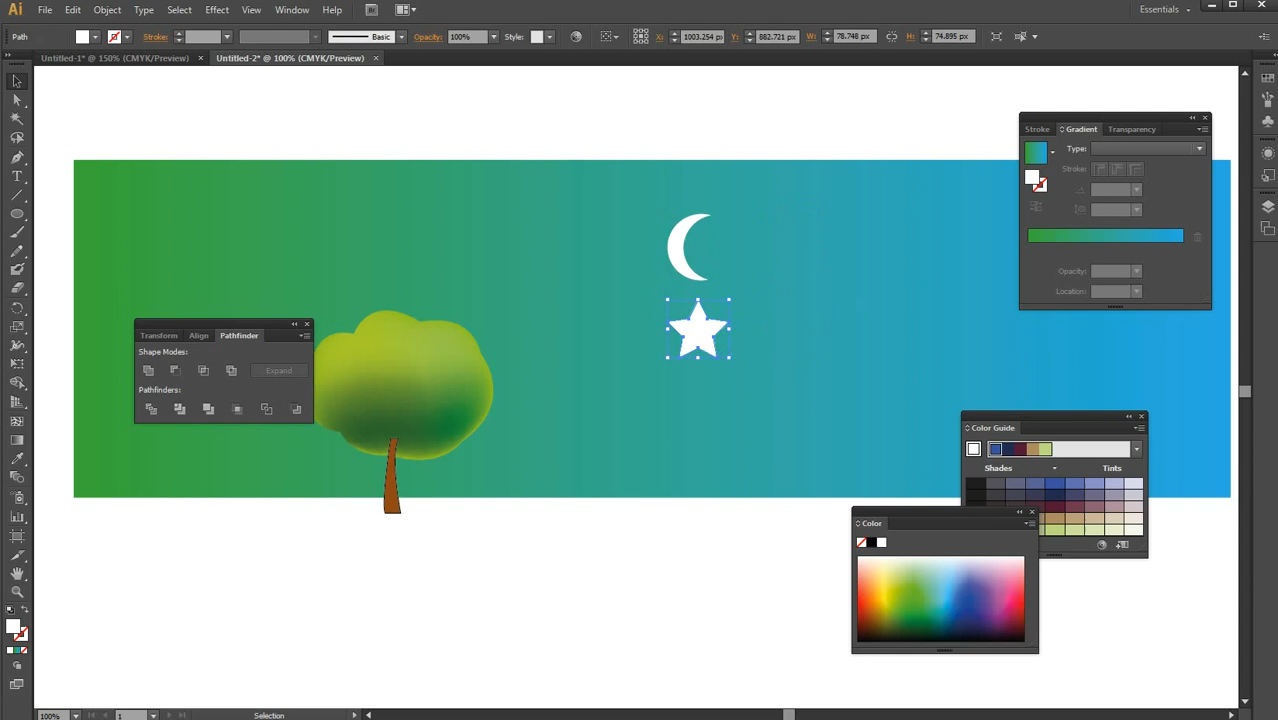 Ai File Edit Object Type Select Effect View Window Help Br Essentials
Path Stroke: Basic Opacity: 100% Style: X: 1003.254 px Y: 882.721 px W: 78.748 px H: 74.895 px
Untitled-1* @ 150% (CMYK/Preview) × Untitled-2* @ 100% (CMYK/Preview) ×
Stroke Gradient Transparency
Type:
Stroke:
Opacity:
Location:
Transform Align Pathfinder
Shape Modes:
Expand
Pathfinders:
Color Guide
Shades Tints
Color
100% 1 Selection